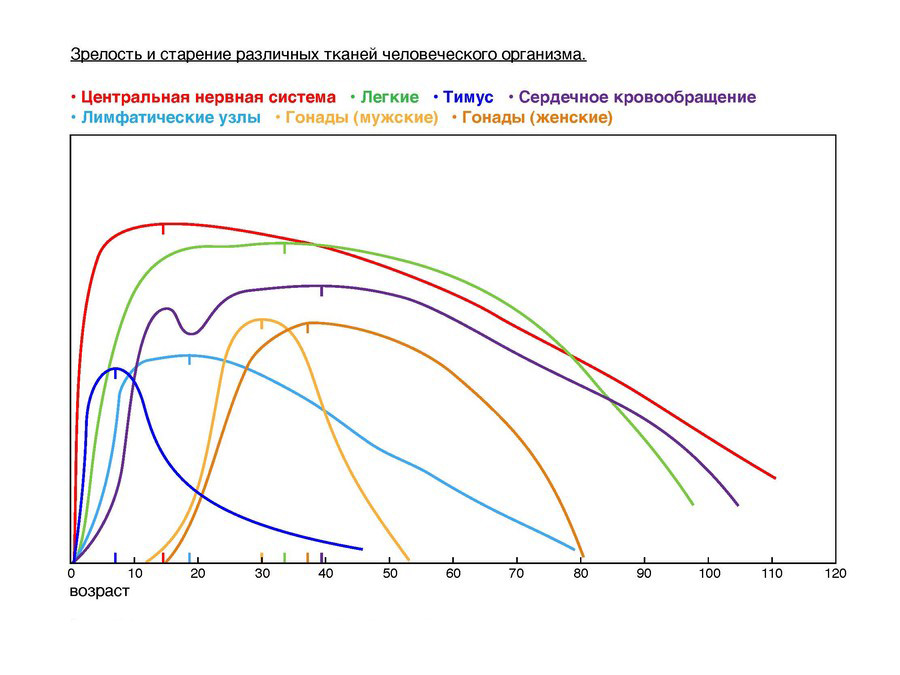 Зрелость и старение различных тканей человеческого организма.
• Центральная нервная система • Легкие • Тимус • Сердечное кровообращение
• Лимфатические узлы • Гонады (мужские) • Гонады (женские)
0 10 20 30 40 50 60 70 80 90 100 110 120
возраст